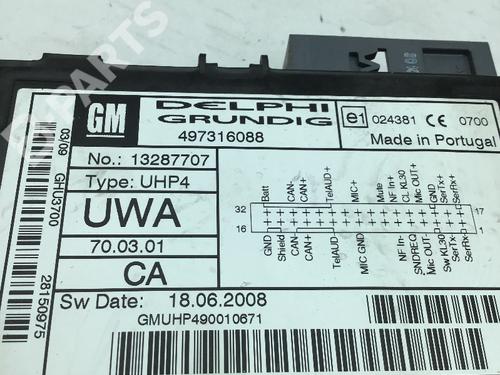 GM
DELPHI
GRUNDIG
497316088
e1 024381 CE 0700
Made in Portugal
03/09 GHU3700
28150975
No.: 13287707
Type: UHP4
UWA
70.03.01
CA
Sw Date: 18.06.2008
GMUHP490010671
Batt CAN- CAN+ TelAUD+ MIC+ Mute NF In+ CL KL30 Mic OUT+ GND SerTx+ SerRx+
32 17
16 1
GND Shield CAN- CAN+ TelAUD- MIC GND NF In- SNDREQ Mic OUT- Sw KL30 SerTx- SerRx-
PARTS